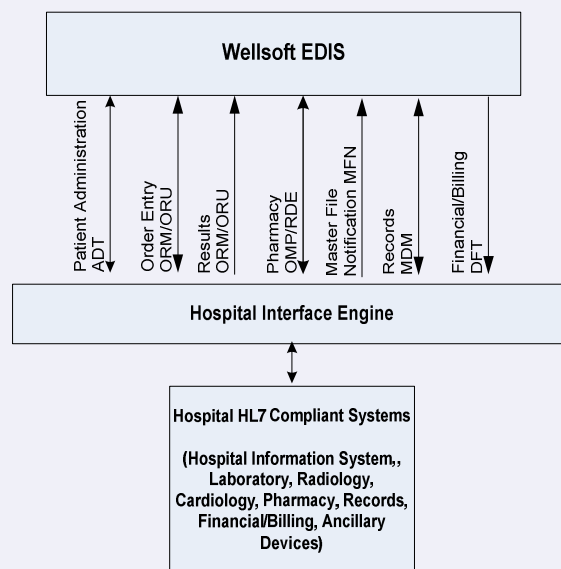 Wellsoft EDIS
Patient Administration
ADT
Order Entry
ORM/ORU
Results
ORM/ORU
Pharmacy
OMP/RDE
Master File
Notification MFN
Records
MDM
Financial/Billing
DFT
Hospital Interface Engine
Hospital HL7 Compliant Systems
(Hospital Information System,,
Laboratory, Radiology,
Cardiology, Pharmacy, Records,
Financial/Billing, Ancillary
Devices)